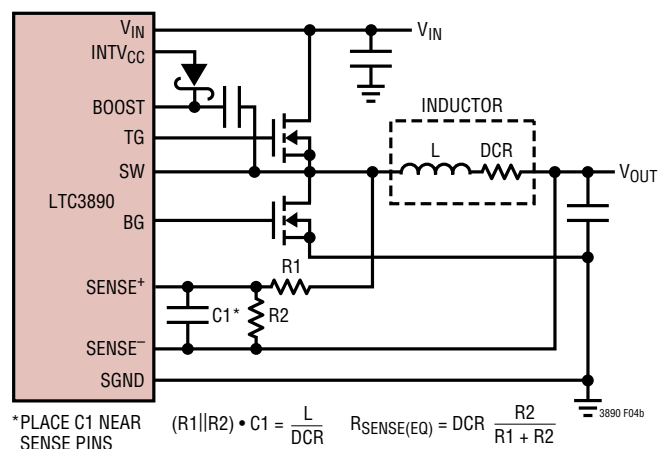 VIN
INTVCC
BOOST
TG
SW
LTC3890
BG
SENSE+
SENSE–
SGND
VIN
INDUCTOR
L
DCR
VOUT
R1
C1*
R2
*PLACE C1 NEAR
SENSE PINS
(R1||R2) • C1 = L/DCR
RSENSE(EQ) = DCR R2/(R1 + R2)
3890 F04b